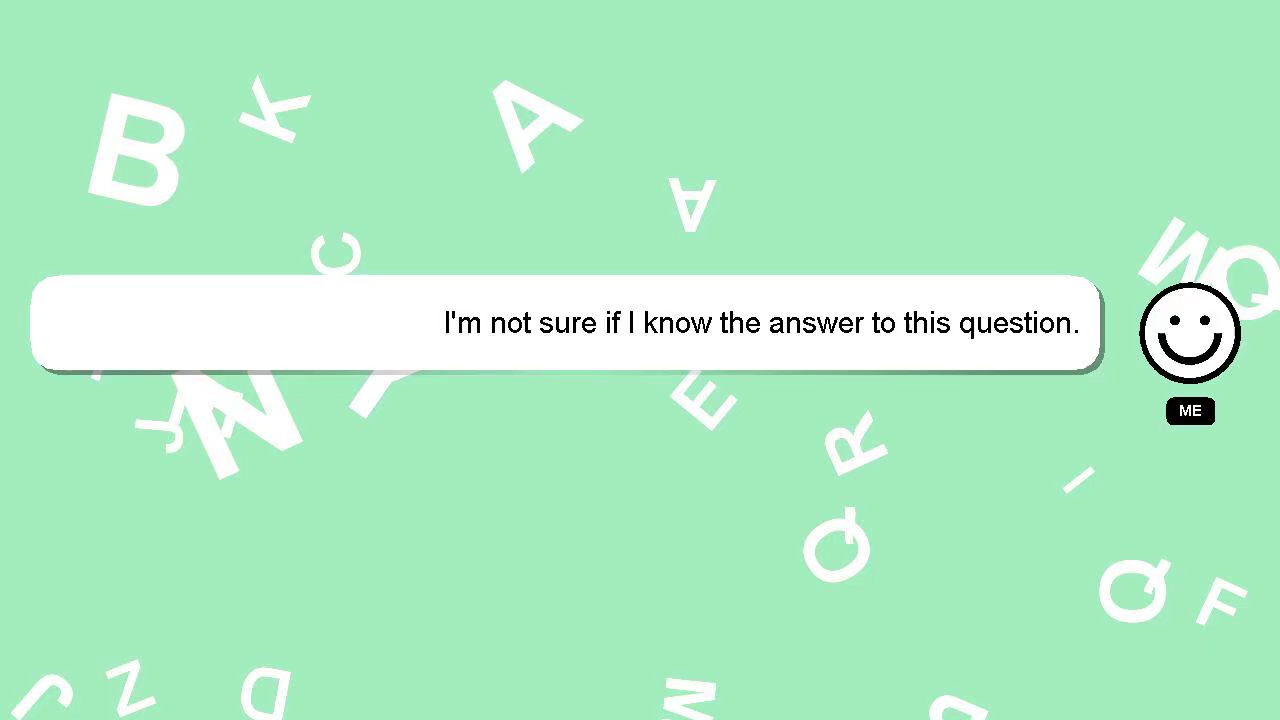 B
K
A
A
C
M
Q
I'm not sure if I know the answer to this question.
ME
J
A
N
Y
E
R
I
Q
Q
F
J
Z
D
M